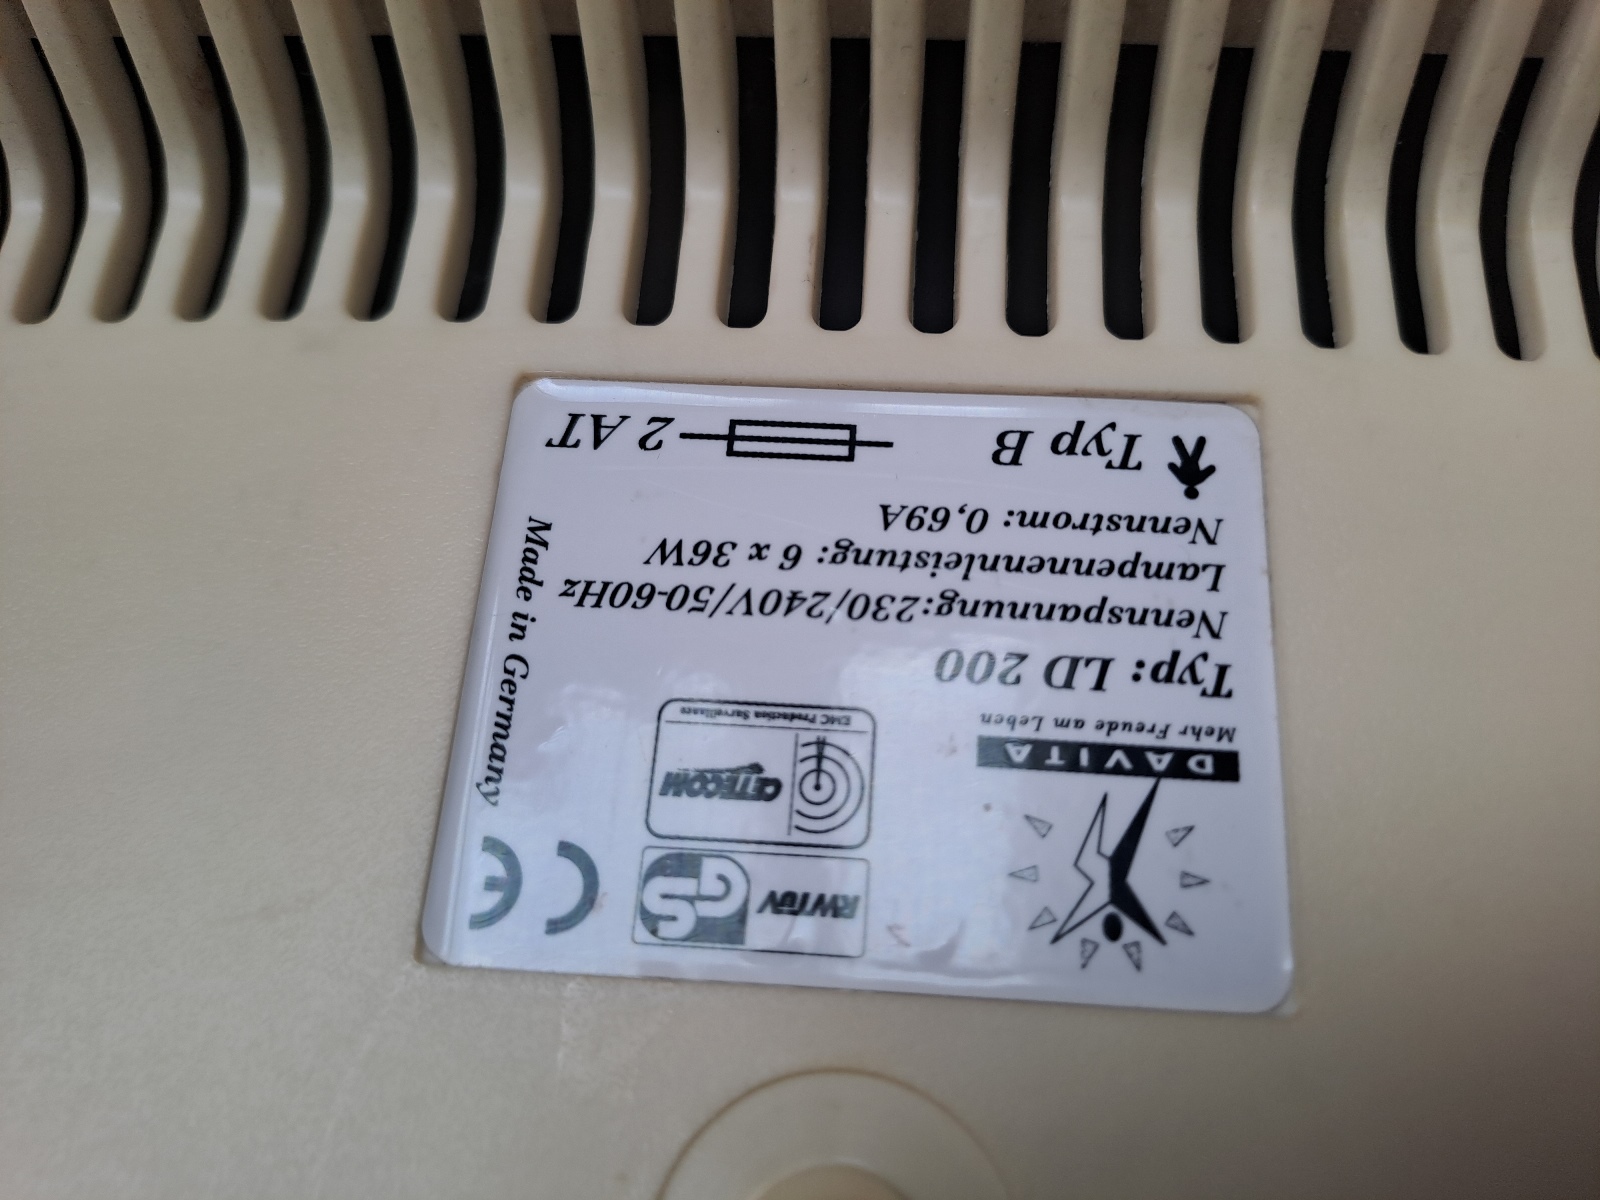 DAVITA
Mehr Freude am Leben
RWTÜV
GS
CETECOM
EMC Production Surveillance
CE
Typ: LD 200
Nennspannung:230/240V/50-60Hz
Lampennennleistung: 6 x 36W
Nennstrom: 0,69A
Typ B
2 AT
Made in Germany